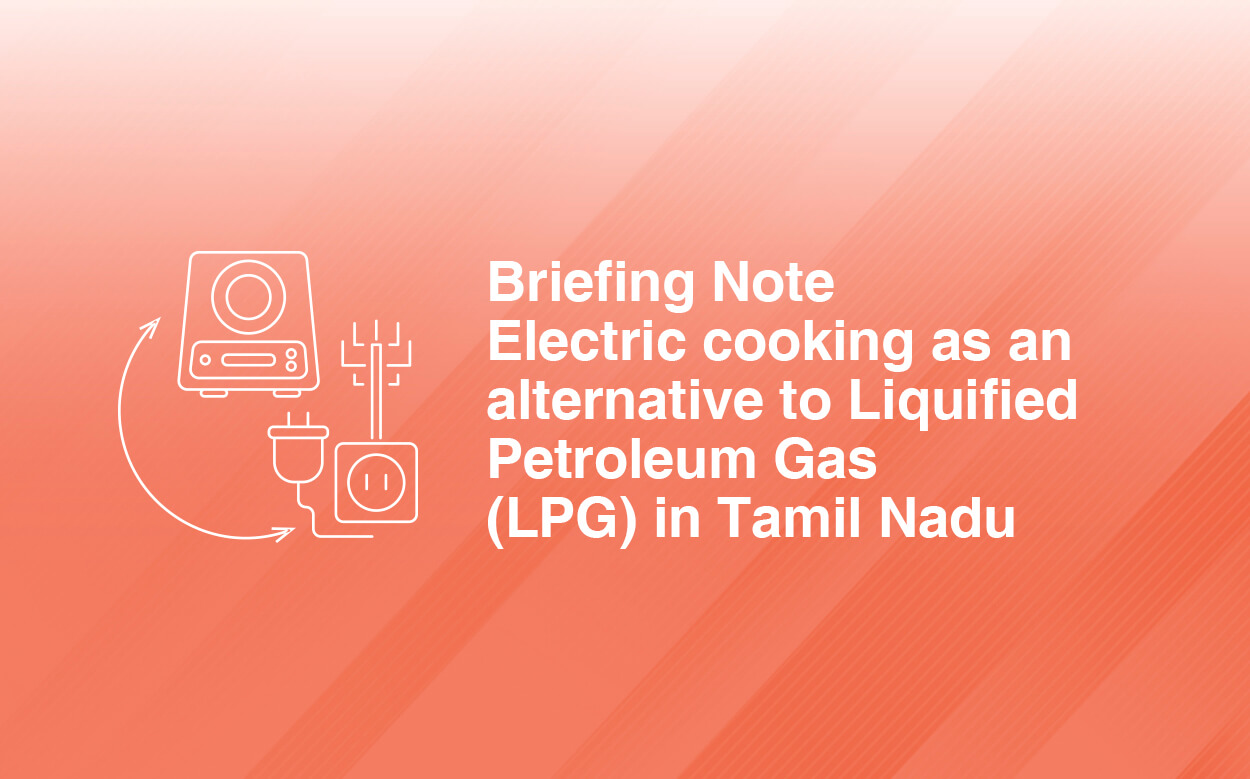 Briefing Note
Electric cooking as an
alternative to Liquified
Petroleum Gas
(LPG) in Tamil Nadu